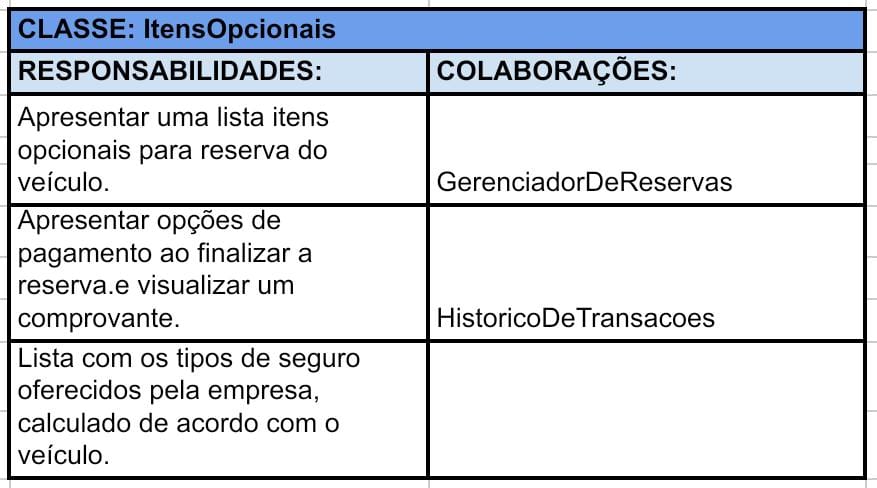 CLASSE: ItensOpcionais
RESPONSABILIDADES:
COLABORAÇÕES:
Apresentar uma lista itens
opcionais para reserva do
veículo.
GerenciadorDeReservas
Apresentar opções de
pagamento ao finalizar a
reserva.e visualizar um
comprovante.
HistoricoDeTransacoes
Lista com os tipos de seguro
oferecidos pela empresa,
calculado de acordo com o
veículo.